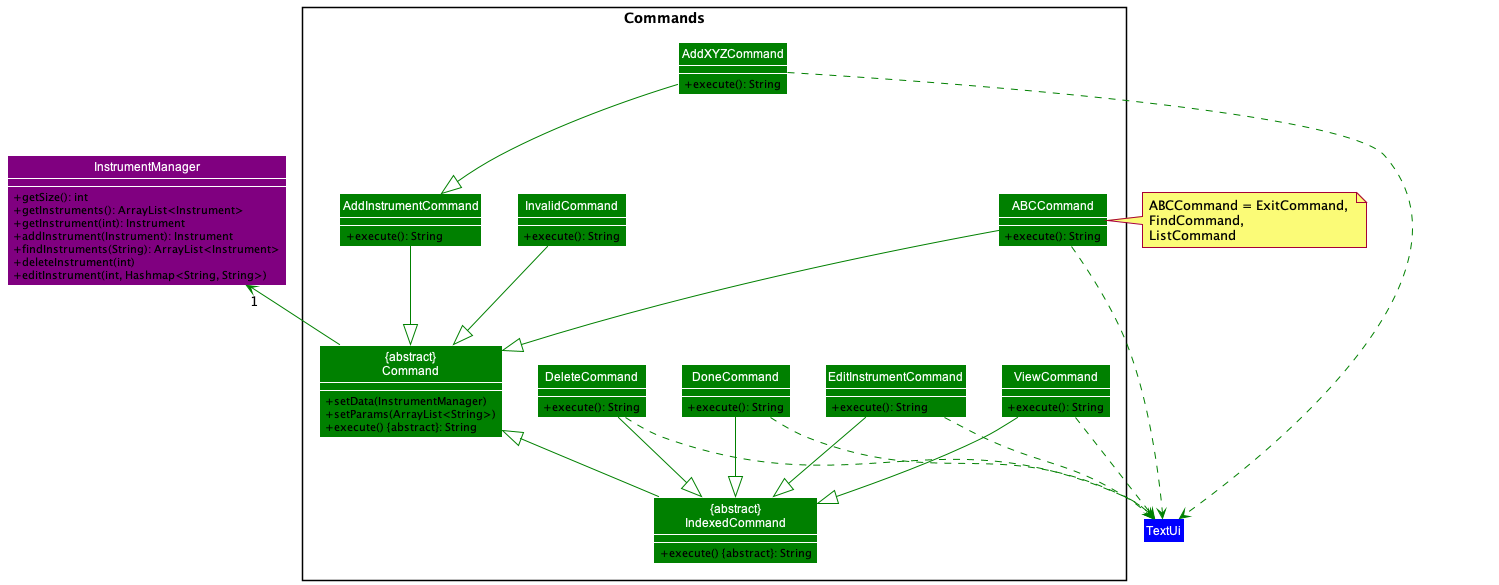 Commands
AddXYZCommand
+execute(): String
InstrumentManager
+getSize(): int
+getInstruments(): ArrayList<Instrument>
+getInstrument(int): Instrument
+addInstrument(Instrument): Instrument
+findInstruments(String): ArrayList<Instrument>
+deleteInstrument(int)
+editInstrument(int, Hashmap<String, String>)
1
AddInstrumentCommand
+execute(): String
InvalidCommand
+execute(): String
ABCCommand
+execute(): String
ABCCommand = ExitCommand,
FindCommand,
ListCommand
{abstract}
Command
+setData(InstrumentManager)
+setParams(ArrayList<String>)
+execute() {abstract}: String
DeleteCommand
+execute(): String
DoneCommand
+execute(): String
EditInstrumentCommand
+execute(): String
ViewCommand
+execute(): String
{abstract}
IndexedCommand
+execute() {abstract}: String
TextUi